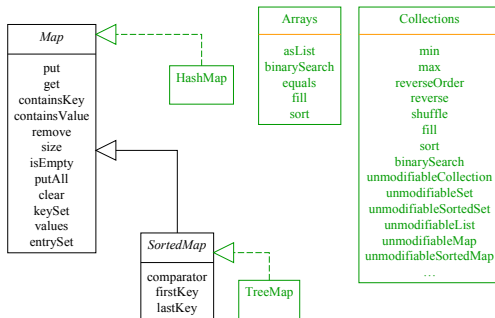 Map
put
get
containsKey
containsValue
remove
size
isEmpty
putAll
clear
keySet
values
entrySet
HashMap
SortedMap
comparator
firstKey
lastKey
TreeMap
Arrays
asList
binarySearch
equals
fill
sort
Collections
min
max
reverseOrder
reverse
shuffle
fill
sort
binarySearch
unmodifiableCollection
unmodifiableSet
unmodifiableSortedSet
unmodifiableList
unmodifiableMap
unmodifiableSortedMap
…